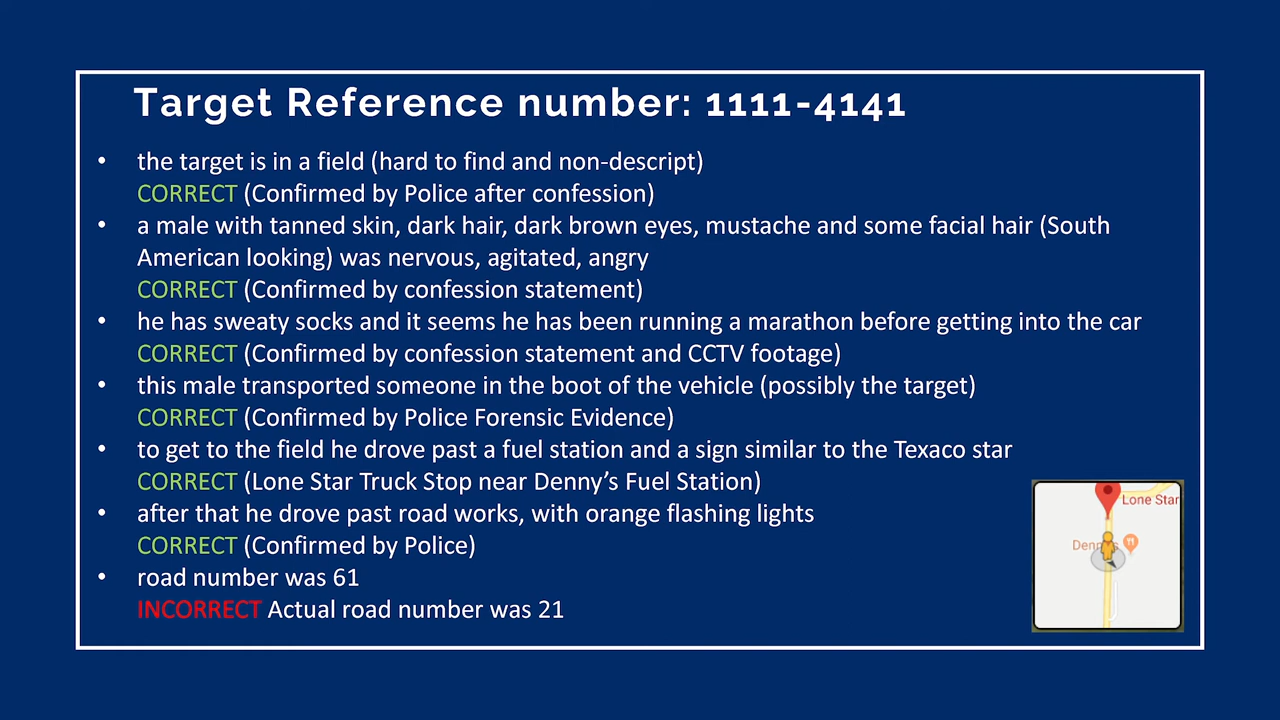 Target Reference number: 1111-4141
• the target is in a field (hard to find and non-descript)
CORRECT (Confirmed by Police after confession)
• a male with tanned skin, dark hair, dark brown eyes, mustache and some facial hair (South
American looking) was nervous, agitated, angry
CORRECT (Confirmed by confession statement)
• he has sweaty socks and it seems he has been running a marathon before getting into the car
CORRECT (Confirmed by confession statement and CCTV footage)
• this male transported someone in the boot of the vehicle (possibly the target)
CORRECT (Confirmed by Police Forensic Evidence)
• to get to the field he drove past a fuel station and a sign similar to the Texaco star
CORRECT (Lone Star Truck Stop near Denny’s Fuel Station)
• after that he drove past road works, with orange flashing lights
CORRECT (Confirmed by Police)
• road number was 61
INCORRECT Actual road number was 21
Lone Star